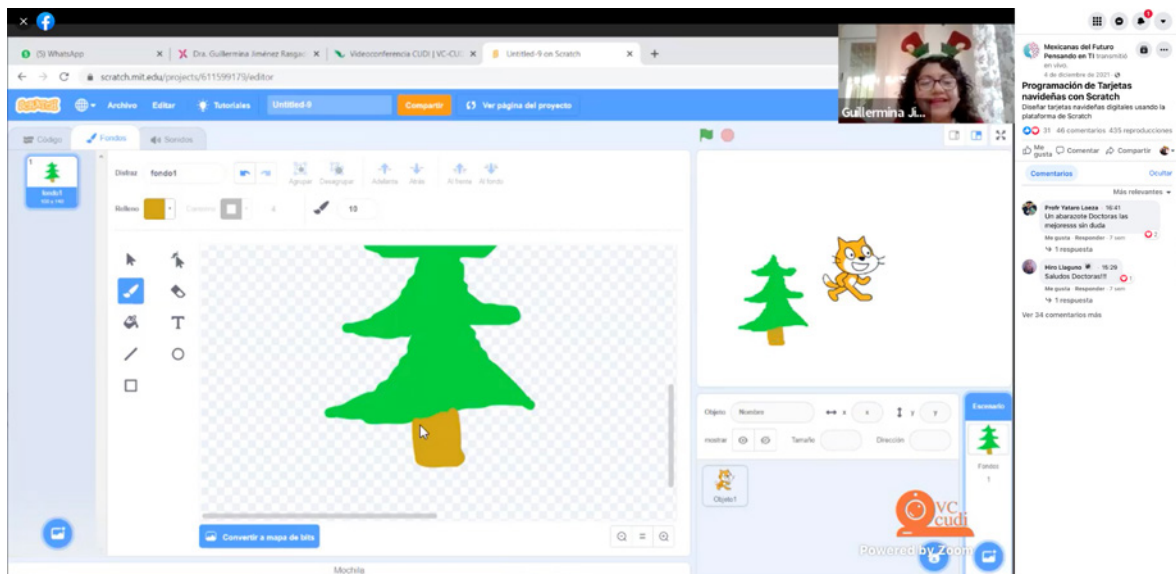 (5) WhatsApp
Dra. Guillermina Jiménez Rasgad
Videoconferencia CUDI | VC-CUD
Untitled-9 on Scratch
scratch.mit.edu/projects/611599179/editor
SCRATCH
Archivo
Editar
Tutoriales
Untitled-9
Compartir
Ver página del proyecto
Guillermina Ji...
Código
Fondos
Sonidos
1
fondo1
Disfraz
fondo1
Agrupar
Desagrupar
Adelante
Atrás
Al frente
Al fondo
Relleno
Contorno
4
10
T
Convertir a mapa de bits
Mochila
Objeto
Nombre
x
x
y
y
mostrar
Tamaño
Dirección
Objeto1
Escenario
Fondos
1
VC
cudi
Powered by Zoom
1
Mexicanas del Futuro
Pensando en TI transmitió
en vivo.
4 de diciembre de 2021
Programación de Tarjetas
navideñas con Scratch
Diseñar tarjetas navideñas digitales usando la
plataforma de Scratch
31 46 comentarios 435 reproducciones
Me gusta
Comentar
Compartir
Comentarios
Ocultar
Más relevantes
Profr Yataro Loeza · 16:41
Un abarazote Doctoras las
mejoresss sin duda
2
Me gusta · Responder · 7 sem
1 respuesta
Hiro Llaguno · 15:29
Saludos Doctoras!!!
1
Me gusta · Responder · 7 sem
1 respuesta
Ver 34 comentarios más